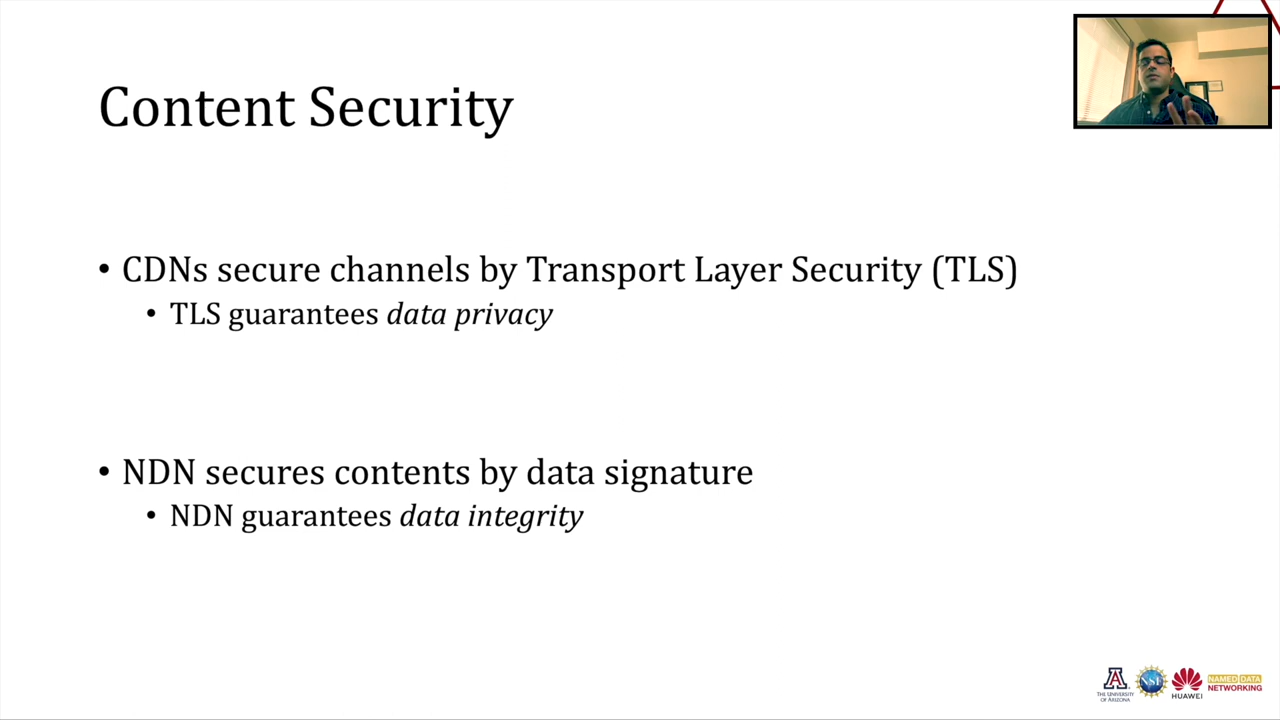 Content Security
• CDNs secure channels by Transport Layer Security (TLS)
• TLS guarantees data privacy
• NDN secures contents by data signature
• NDN guarantees data integrity
A
THE UNIVERSITY
OF ARIZONA
NSF
HUAWEI
NAMED DATA
NETWORKING